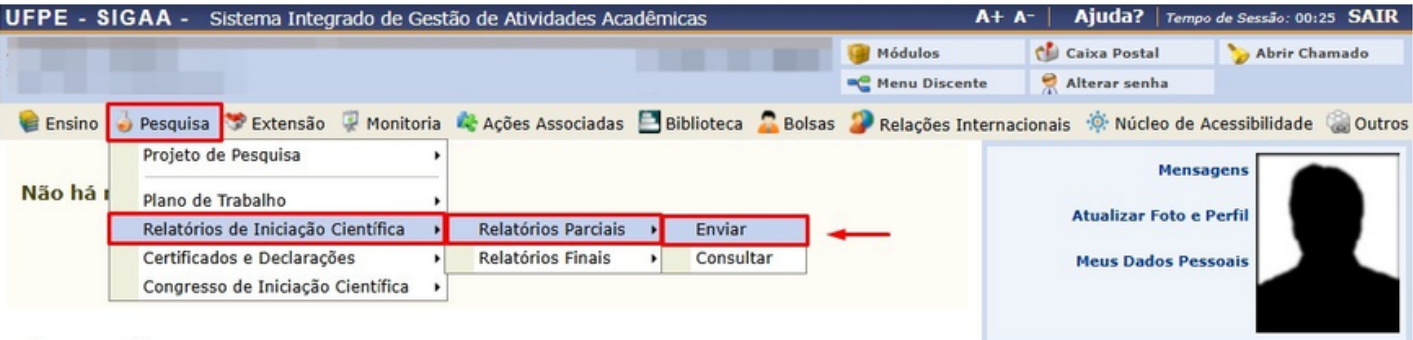 UFPE - SIGAA - Sistema Integrado de Gestão de Atividades Acadêmicas A+ A- | Ajuda? | Tempo de Sessão: 00:25 SAIR
Módulos Caixa Postal Abrir Chamado
Menu Discente Alterar senha
Ensino Pesquisa Extensão Monitoria Ações Associadas Biblioteca Bolsas Relações Internacionais Núcleo de Acessibilidade Outros
Projeto de Pesquisa
Mensagens
Não há
Plano de Trabalho
Atualizar Foto e Perfil
Relatórios de Iniciação Científica Relatórios Parciais Enviar
Certificados e Declarações Relatórios Finais Consultar
Meus Dados Pessoais
Congresso de Iniciação Científica